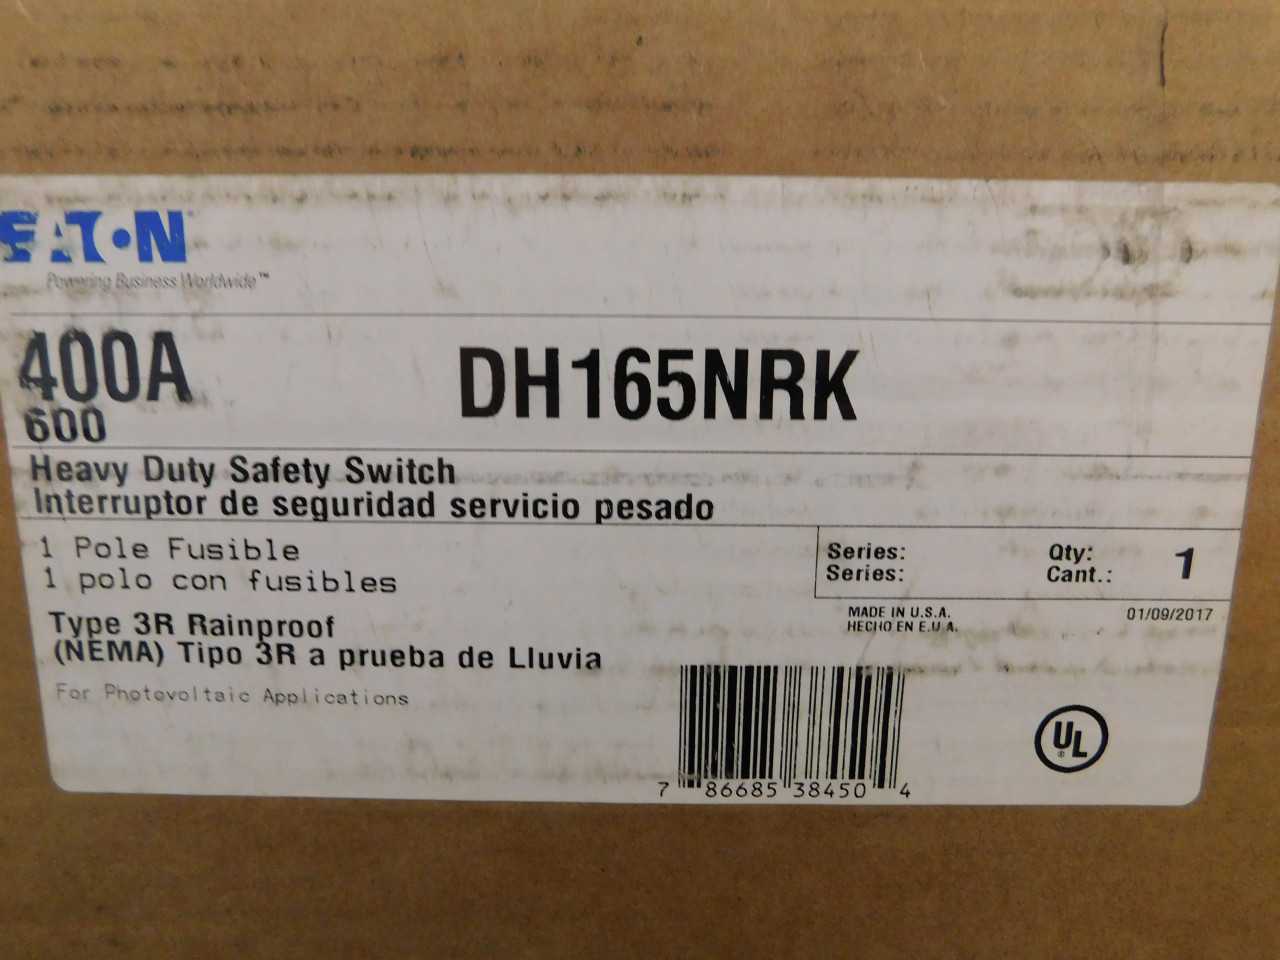 EATON
Powering Business Worldwide™
400A
600
DH165NRK
Heavy Duty Safety Switch
Interruptor de seguridad servicio pesado
1 Pole Fusible
1 polo con fusibles
Series:
Series:
Qty:
Cant.:
1
MADE IN U.S.A.
HECHO EN E.U.A.
01/09/2017
Type 3R Rainproof
(NEMA) Tipo 3R a prueba de Lluvia
For Photovoltaic Applications
7 86685 38450 4
UL